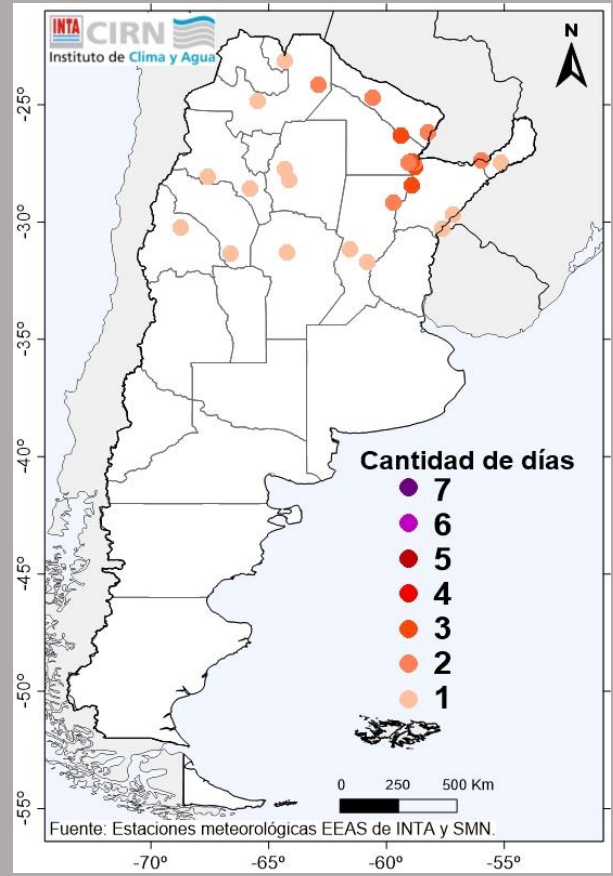 INTA CIRN
Instituto de Clima y Agua
N
-25°
-30°
-35°
-40°
-45°
-50°
-55°
Cantidad de días
7
6
5
4
3
2
1
0 250 500 Km
Fuente: Estaciones meteorológicas EEAS de INTA y SMN.
-70° -65° -60° -55°